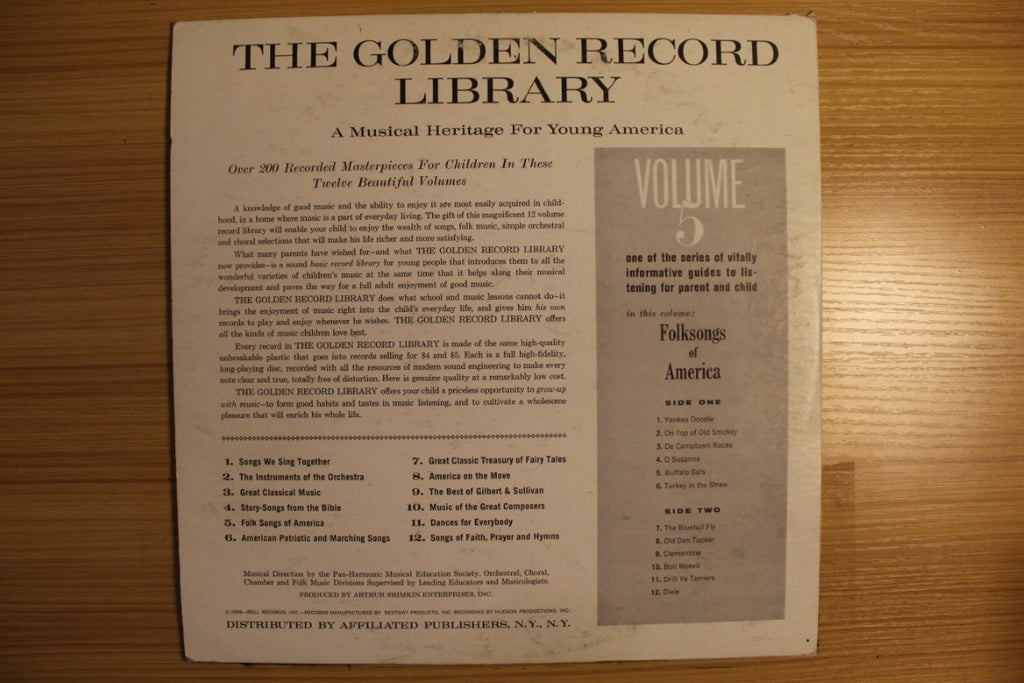 THE GOLDEN RECORD
LIBRARY
A Musical Heritage For Young America
Over 200 Recorded Masterpieces For Children In These
Twelve Beautiful Volumes
A knowledge of good music and the ability to enjoy it are most easily acquired in child-
hood, in a home where music is a part of everyday living. The gift of this magnificent 12 volume
record library will enable your child to enjoy the wealth of songs, folk music, simple orchestral
and choral selections that will make his life richer and more satisfying.
What many parents have wished for—and what THE GOLDEN RECORD LIBRARY
now provides—is a sound basic record library for young people that introduces them to all the
wonderful varieties of children's music at the same time that it helps along their musical
development and paves the way for a full adult enjoyment of good music.
THE GOLDEN RECORD LIBRARY does what school and music lessons cannot do—it
brings the enjoyment of music right into the child's everyday life, and gives him his own
records to play and enjoy whenever he wishes. THE GOLDEN RECORD LIBRARY offers
all the kinds of music children love best.
Every record in THE GOLDEN RECORD LIBRARY is made of the same high-quality
unbreakable plastic that goes into records selling for $4 and $5. Each is a full high-fidelity,
long-playing disc, recorded with all the resources of modern sound engineering to make every
note clear and true, totally free of distortion. Here is genuine quality at a remarkably low cost.
THE GOLDEN RECORD LIBRARY offers your child a priceless opportunity to grow-up
with music—to form good habits and tastes in music listening, and to cultivate a wholesome
pleasure that will enrich his whole life.
1. Songs We Sing Together
2. The Instruments of the Orchestra
3. Great Classical Music
4. Story-Songs from the Bible
5. Folk Songs of America
6. American Patriotic and Marching Songs
7. Great Classic Treasury of Fairy Tales
8. America on the Move
9. The Best of Gilbert & Sullivan
10. Music of the Great Composers
11. Dances for Everybody
12. Songs of Faith, Prayer and Hymns
Musical Direction by the Pan-Harmonic Musical Education Society. Orchestral, Choral,
Chamber and Folk Music Divisions Supervised by Leading Educators and Musicologists.
PRODUCED BY ARTHUR SHIMKIN ENTERPRISES, INC.
© 1959—BELL RECORDS, INC.—RECORDS MANUFACTURED BY BESTWAY PRODUCTS, INC. RECORDING BY HUDSON PRODUCTIONS, INC.
DISTRIBUTED BY AFFILIATED PUBLISHERS, N.Y., N.Y.
VOLUME
5
one of the series of vitally
informative guides to lis-
tening for parent and child
in this volume:
Folksongs
of
America
SIDE ONE
1. Yankee Doodle
2. On Top of Old Smokey
3. De Camptown Races
4. O Susanna
5. Buffalo Gals
6. Turkey in the Straw
SIDE TWO
7. The Bluetail Fly
8. Old Dan Tucker
9. Clementine
10. Boll Weevil
11. Drill Ye Tarriers
12. Dixie